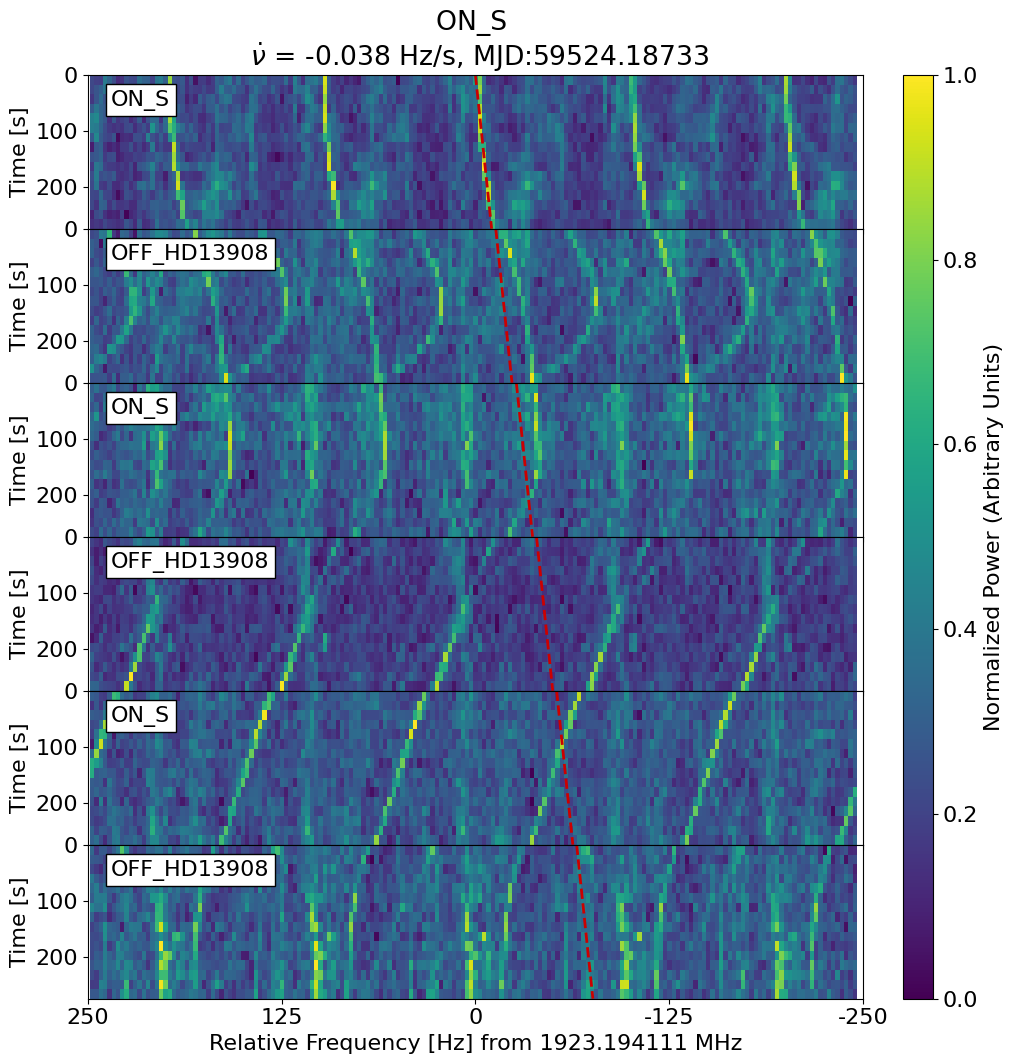 ON_S
ν̇ = -0.038 Hz/s, MJD:59524.18733
0
100
200
Time [s]
ON_S
0
100
200
Time [s]
OFF_HD13908
0
100
200
Time [s]
ON_S
0
100
200
Time [s]
OFF_HD13908
0
100
200
Time [s]
ON_S
0
100
200
Time [s]
OFF_HD13908
250 125 0 -125 -250
Relative Frequency [Hz] from 1923.194111 MHz
1.0
0.8
0.6
0.4
0.2
0.0
Normalized Power (Arbitrary Units)